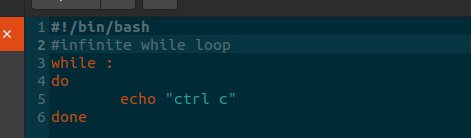 1 #!/bin/bash
2 #infinite while loop
3 while :
4 do
5         echo "ctrl c"
6 done